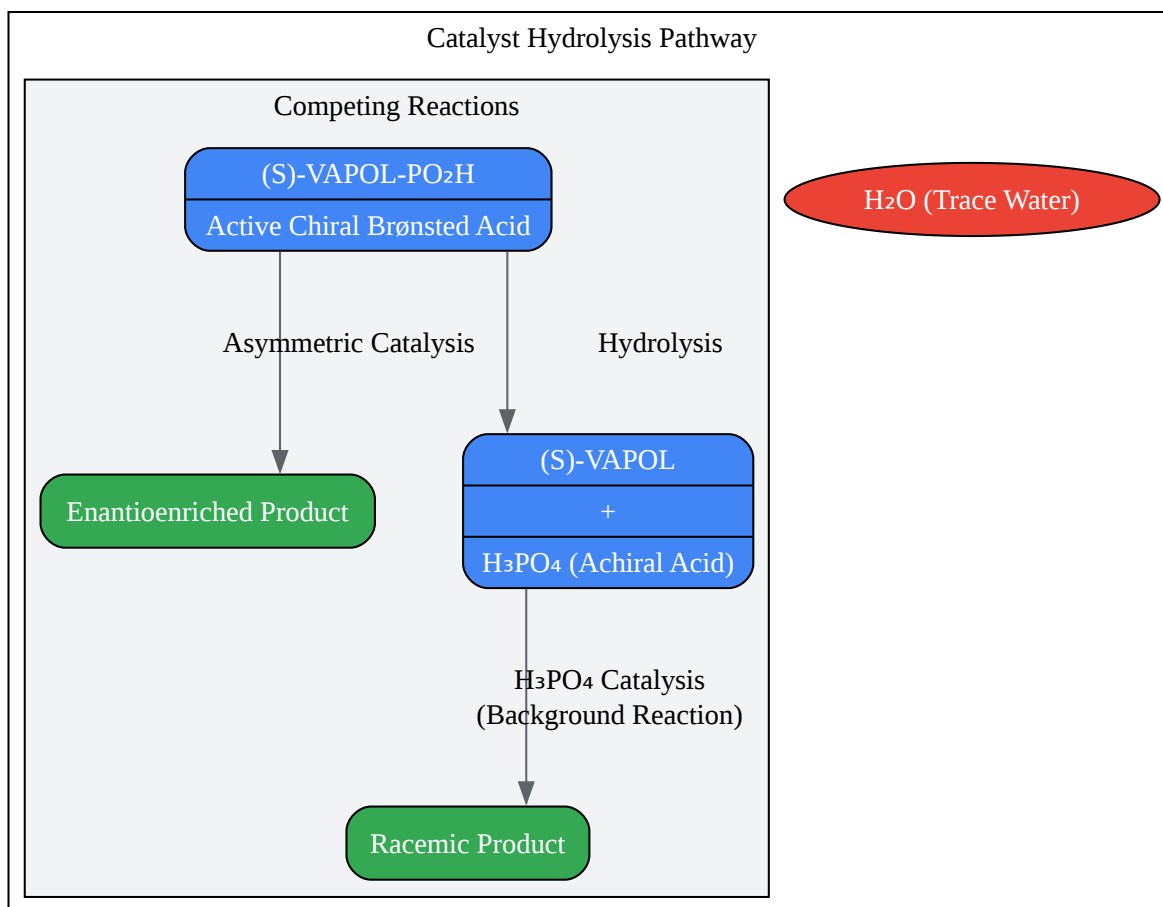 Catalyst Hydrolysis Pathway
Competing Reactions
(S)-VAPOL-PO₂H
Active Chiral Brønsted Acid
H₂O (Trace Water)
Asymmetric Catalysis
Hydrolysis
(S)-VAPOL
+
H₃PO₄ (Achiral Acid)
Enantioenriched Product
H₃PO₄ Catalysis
(Background Reaction)
Racemic Product